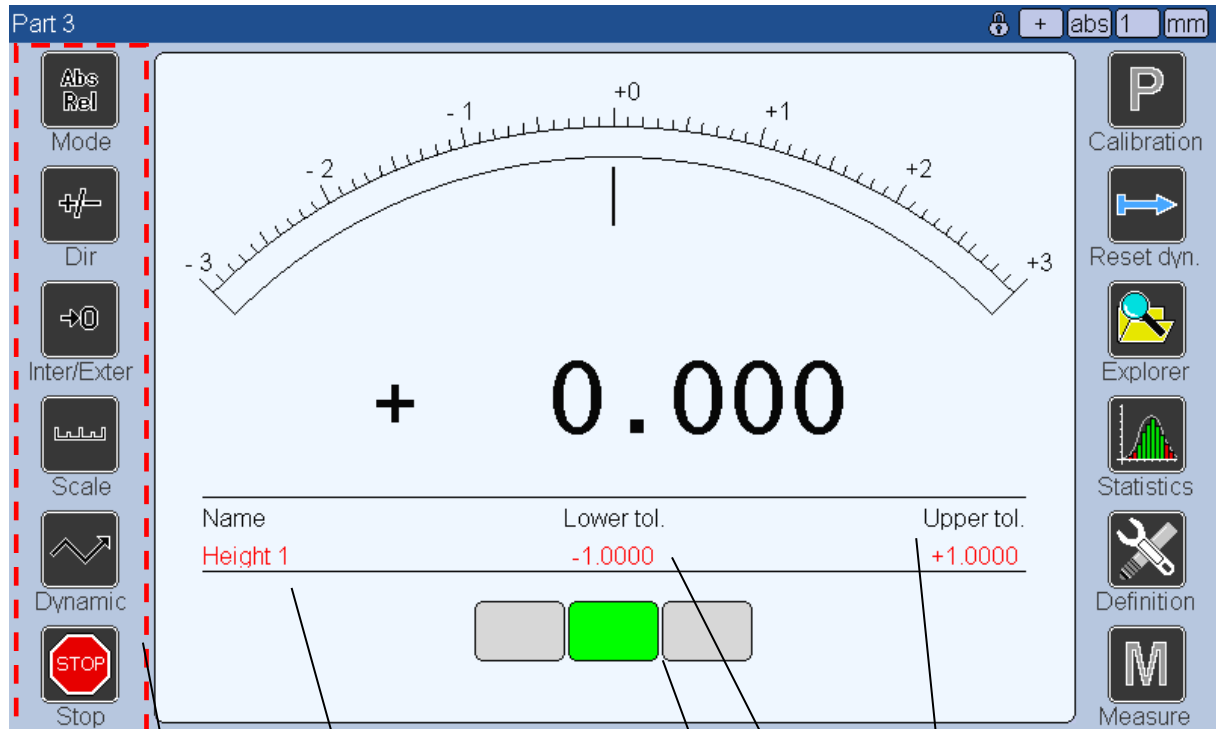 Part 3
+ abs 1 mm
Abs
Rel
Mode
+/-
Dir
→0
Inter/Exter
Scale
Dynamic
STOP
Stop
- 3
- 2
- 1
+0
+1
+2
+3
+ 0.000
Name Lower tol. Upper tol.
Height 1 -1.0000 +1.0000
P
Calibration
Reset dyn.
Explorer
Statistics
Definition
M
Measure